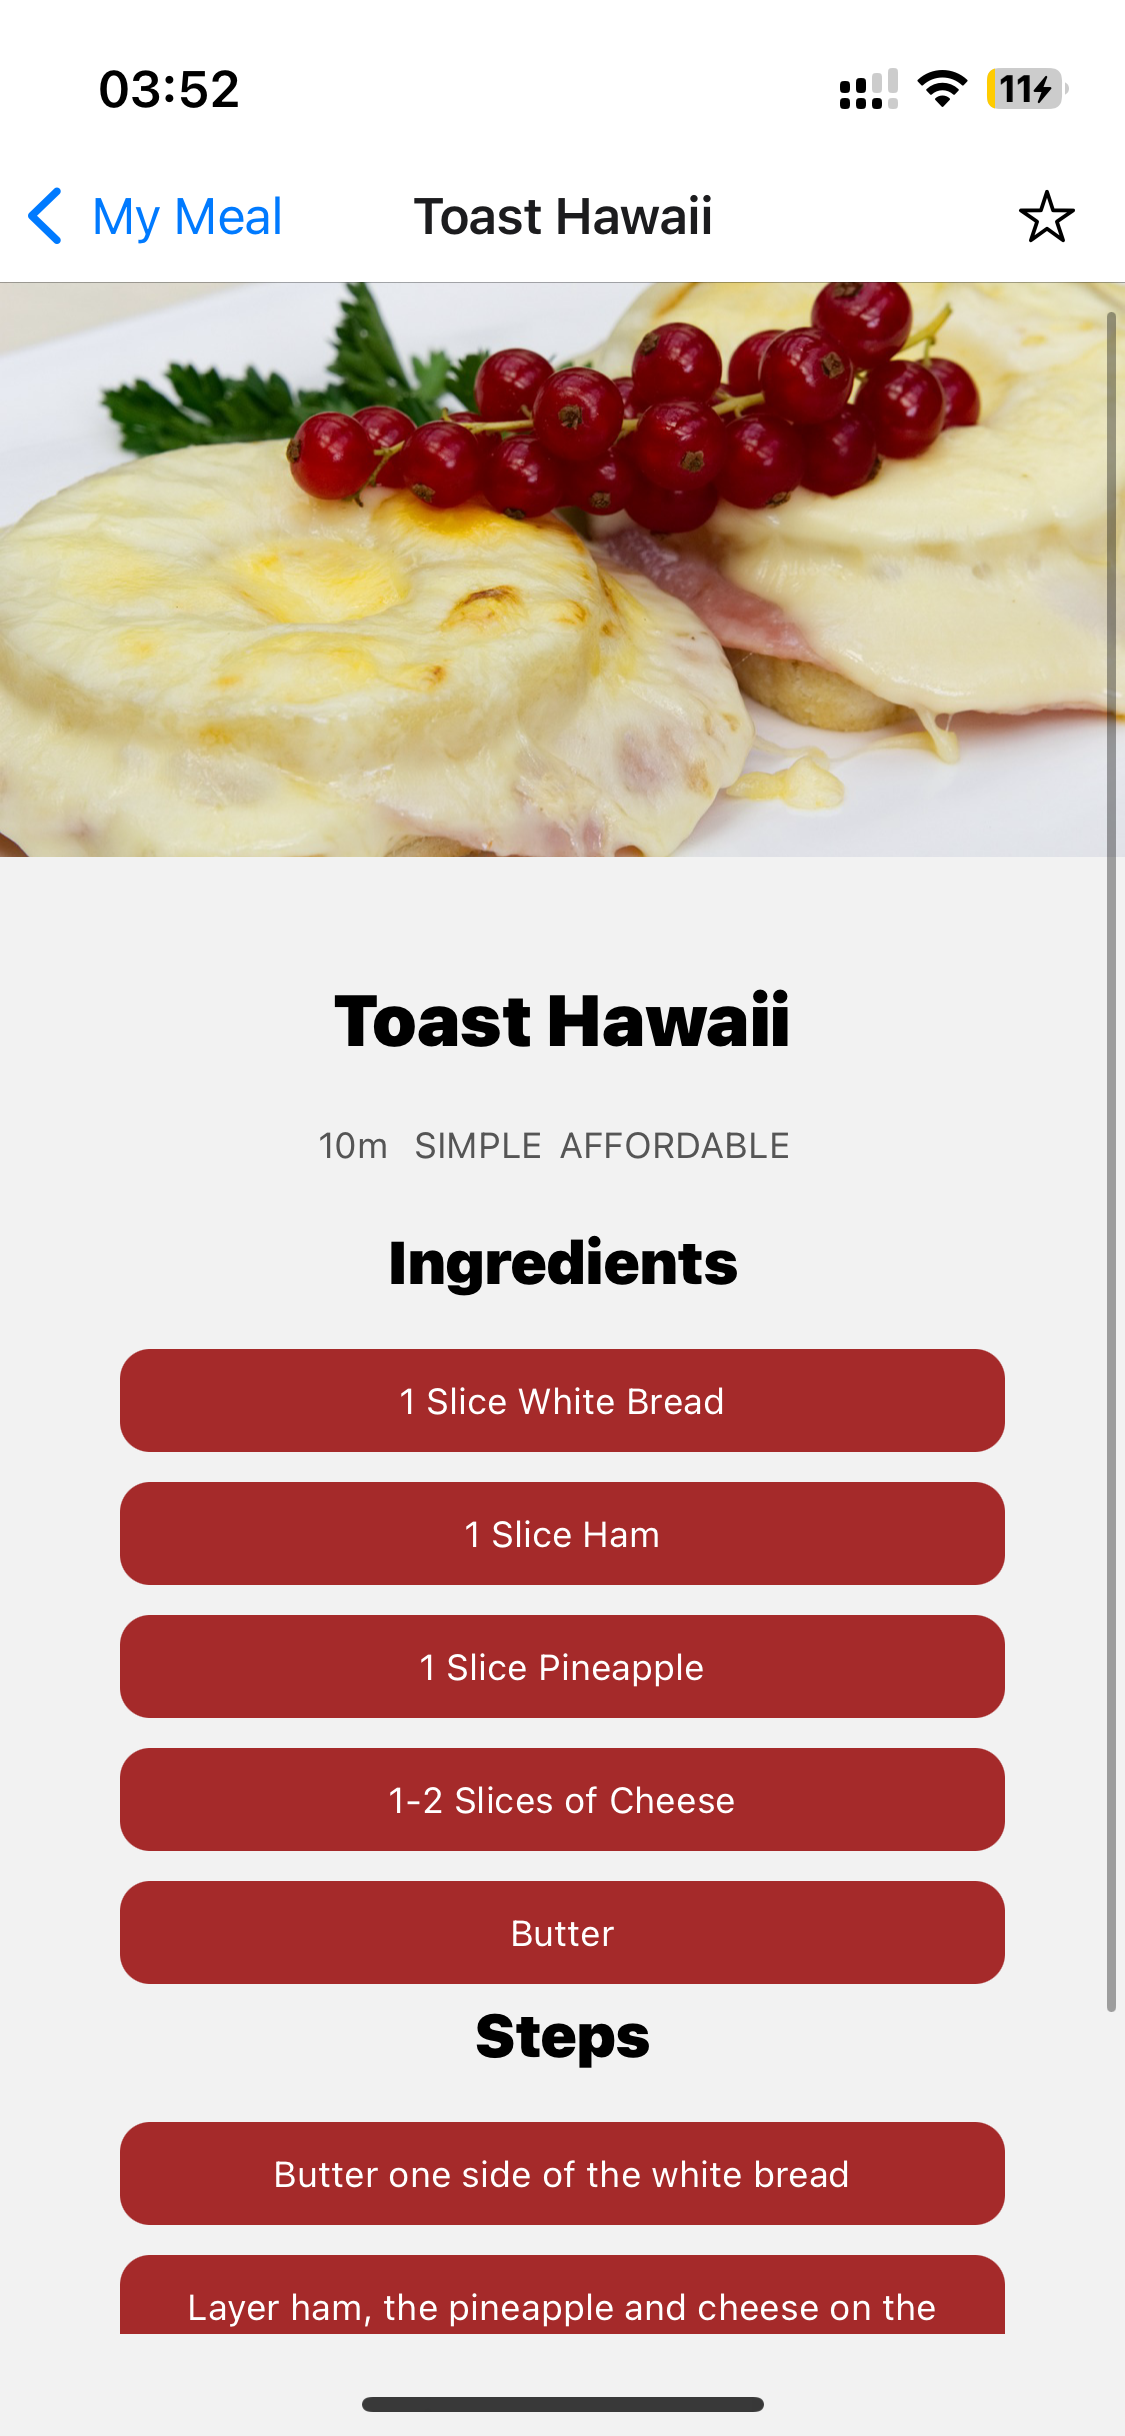 03:52
11
My Meal
Toast Hawaii
Toast Hawaii
10m SIMPLE AFFORDABLE
Ingredients
1 Slice White Bread
1 Slice Ham
1 Slice Pineapple
1-2 Slices of Cheese
Butter
Steps
Butter one side of the white bread
Layer ham, the pineapple and cheese on the